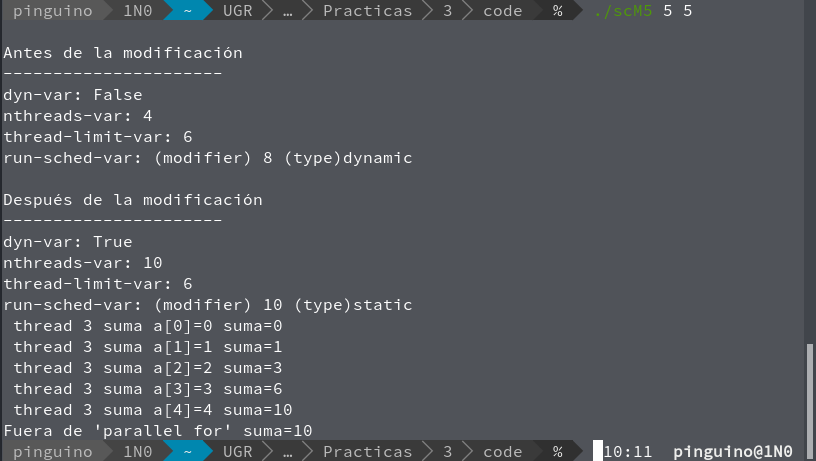 pinguino 1N0 ~ UGR … Practicas 3 code % ./scM5 5 5
Antes de la modificación
----------------------
dyn-var: False
nthreads-var: 4
thread-limit-var: 6
run-sched-var: (modifier) 8 (type)dynamic
Después de la modificación
----------------------
dyn-var: True
nthreads-var: 10
thread-limit-var: 6
run-sched-var: (modifier) 10 (type)static
thread 3 suma a[0]=0 suma=0
thread 3 suma a[1]=1 suma=1
thread 3 suma a[2]=2 suma=3
thread 3 suma a[3]=3 suma=6
thread 3 suma a[4]=4 suma=10
Fuera de 'parallel for' suma=10
pinguino 1N0 ~ UGR … Practicas 3 code % 10:11 pinguino@1N0